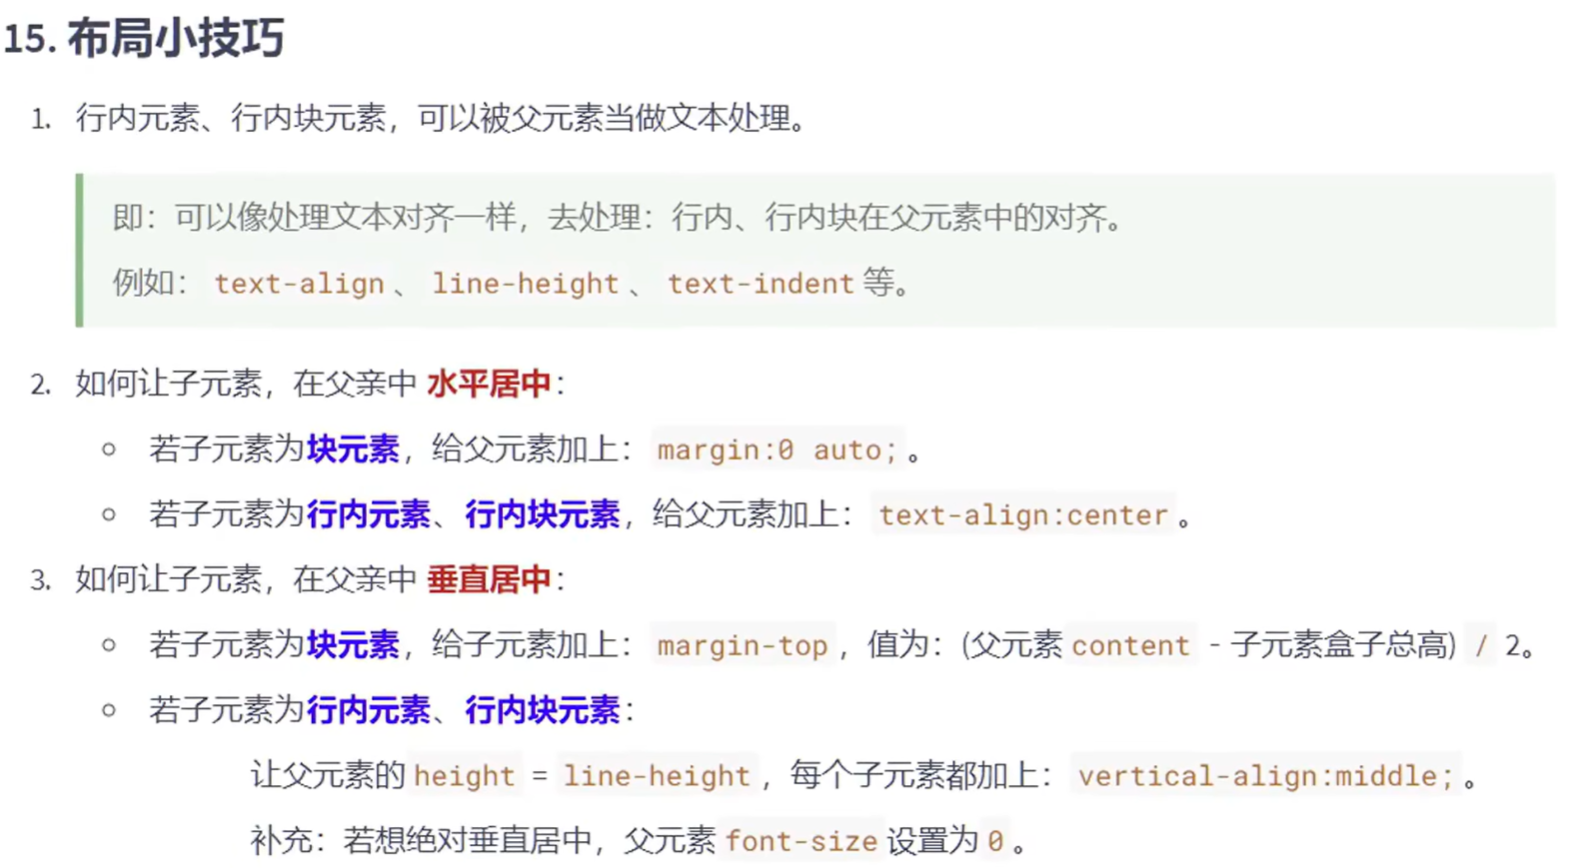 15. 布局小技巧
1. 行内元素、行内块元素，可以被父元素当做文本处理。
即：可以像处理文本对齐一样，去处理：行内、行内块在父元素中的对齐。
例如： text-align 、 line-height 、 text-indent 等。
2. 如何让子元素，在父亲中 水平居中：
○ 若子元素为块元素，给父元素加上： margin:0 auto; 。
○ 若子元素为行内元素、行内块元素，给父元素加上： text-align:center 。
3. 如何让子元素，在父亲中 垂直居中：
○ 若子元素为块元素，给子元素加上： margin-top ，值为：(父元素 content - 子元素盒子总高) / 2。
○ 若子元素为行内元素、行内块元素：
让父元素的 height = line-height ，每个子元素都加上： vertical-align:middle; 。
补充：若想绝对垂直居中，父元素 font-size 设置为 0 。